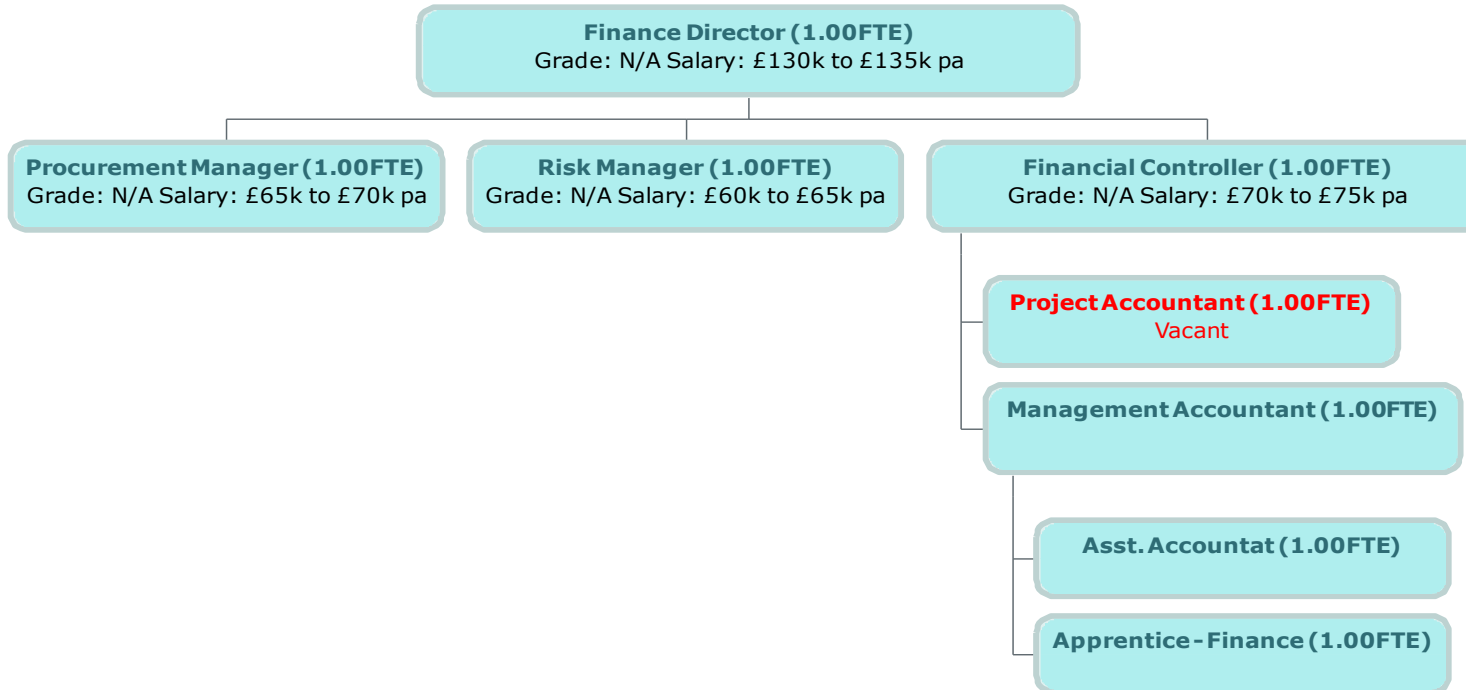 Finance Director (1.00FTE)
Grade: N/A Salary: £130k to £135k pa
Procurement Manager (1.00FTE)
Grade: N/A Salary: £65k to £70k pa
Risk Manager (1.00FTE)
Grade: N/A Salary: £60k to £65k pa
Financial Controller (1.00FTE)
Grade: N/A Salary: £70k to £75k pa
Project Accountant (1.00FTE)
Vacant
Management Accountant (1.00FTE)
Asst. Accountat (1.00FTE)
Apprentice - Finance (1.00FTE)